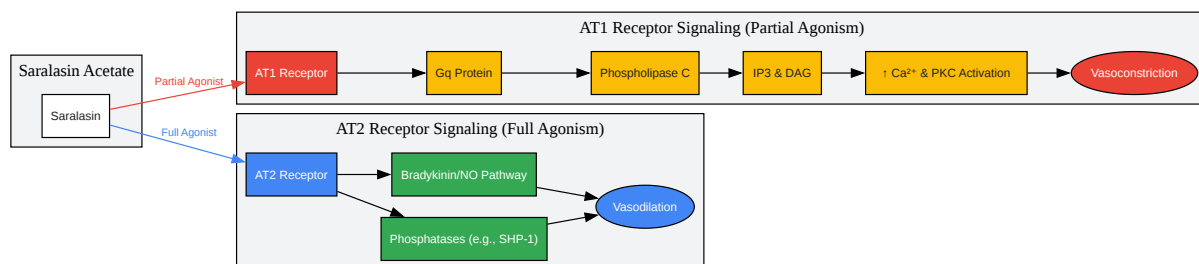 AT1 Receptor Signaling (Partial Agonism)
Saralasin Acetate
Partial Agonist
AT1 Receptor
Gq Protein
Phospholipase C
IP3 & DAG
↑ Ca²⁺ & PKC Activation
Vasoconstriction
Saralasin
Full Agonist
AT2 Receptor Signaling (Full Agonism)
AT2 Receptor
Bradykinin/NO Pathway
Vasodilation
Phosphatases (e.g., SHP-1)